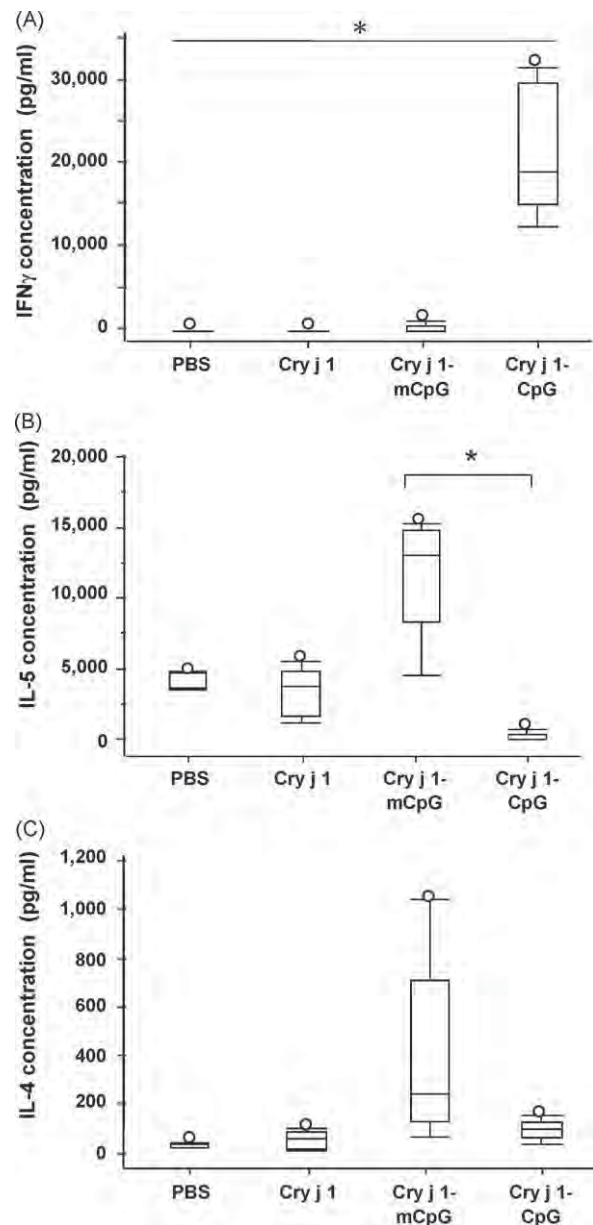 (A)
*
IFNγ concentration (pg/ml)
30,000
20,000
10,000
0
PBS
Cry j 1
Cry j 1-
mCpG
Cry j 1-
CpG
(B)
*
IL-5 concentration (pg/ml)
20,000
15,000
10,000
5,000
0
PBS
Cry j 1
Cry j 1-
mCpG
Cry j 1-
CpG
(C)
IL-4 concentration (pg/ml)
1,200
1,000
800
600
400
200
0
PBS
Cry j 1
Cry j 1-
mCpG
Cry j 1-
CpG